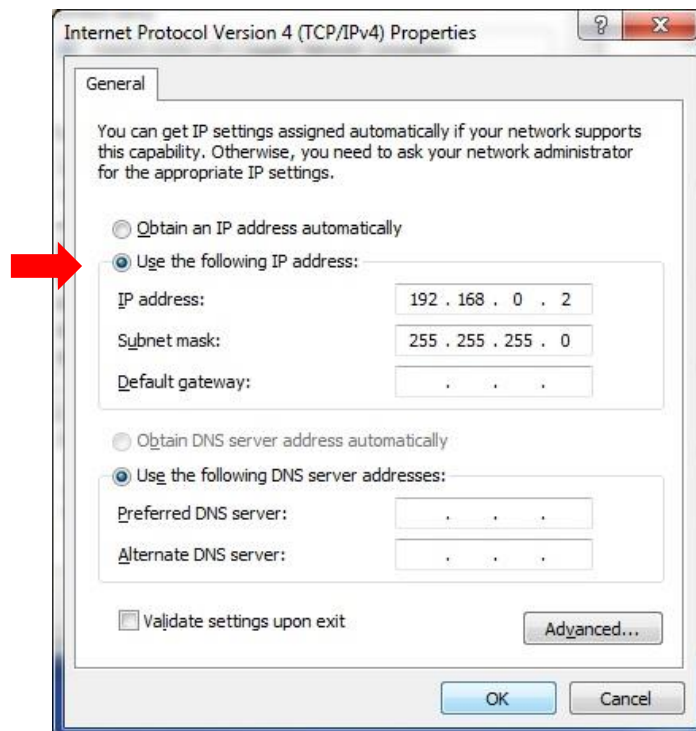 Internet Protocol Version 4 (TCP/IPv4) Properties
General
You can get IP settings assigned automatically if your network supports
this capability. Otherwise, you need to ask your network administrator
for the appropriate IP settings.
Obtain an IP address automatically
Use the following IP address:
IP address: 192 . 168 . 0 . 2
Subnet mask: 255 . 255 . 255 . 0
Default gateway: . . .
Obtain DNS server address automatically
Use the following DNS server addresses:
Preferred DNS server: . . .
Alternate DNS server: . . .
Validate settings upon exit
Advanced...
OK Cancel